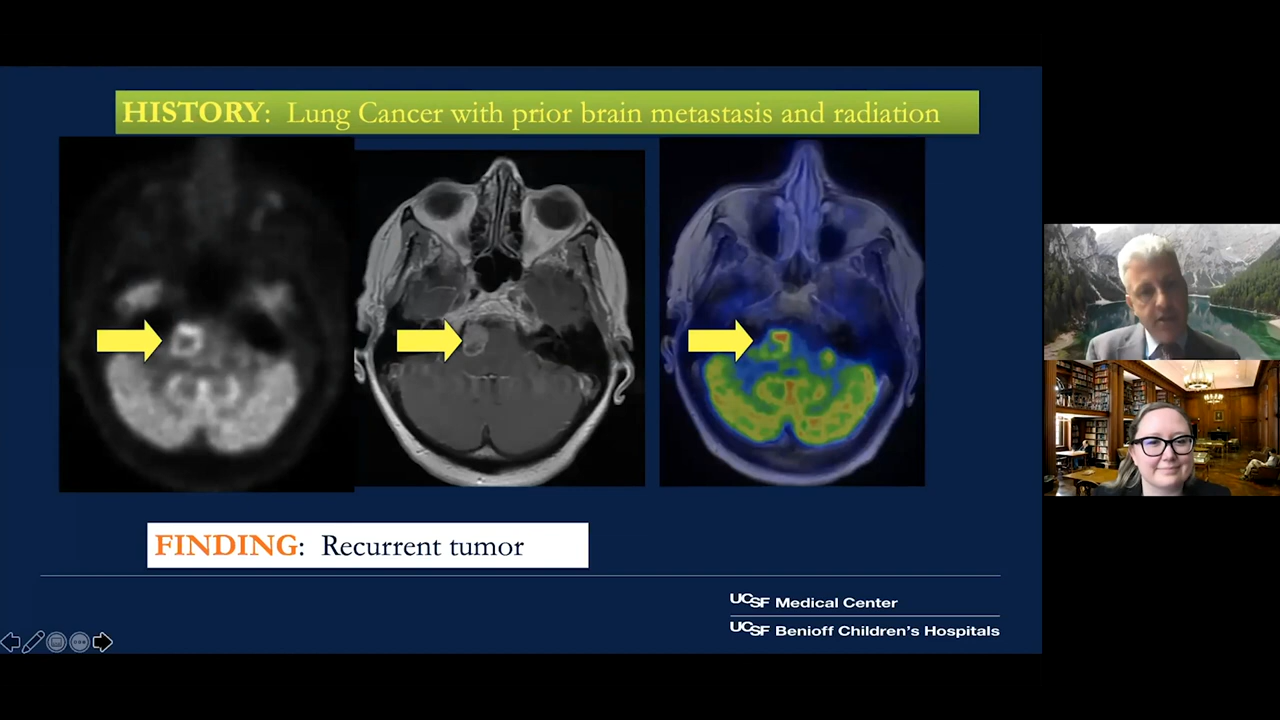 HISTORY: Lung Cancer with prior brain metastasis and radiation
FINDING: Recurrent tumor
UCSF Medical Center
UCSF Benioff Children's Hospitals